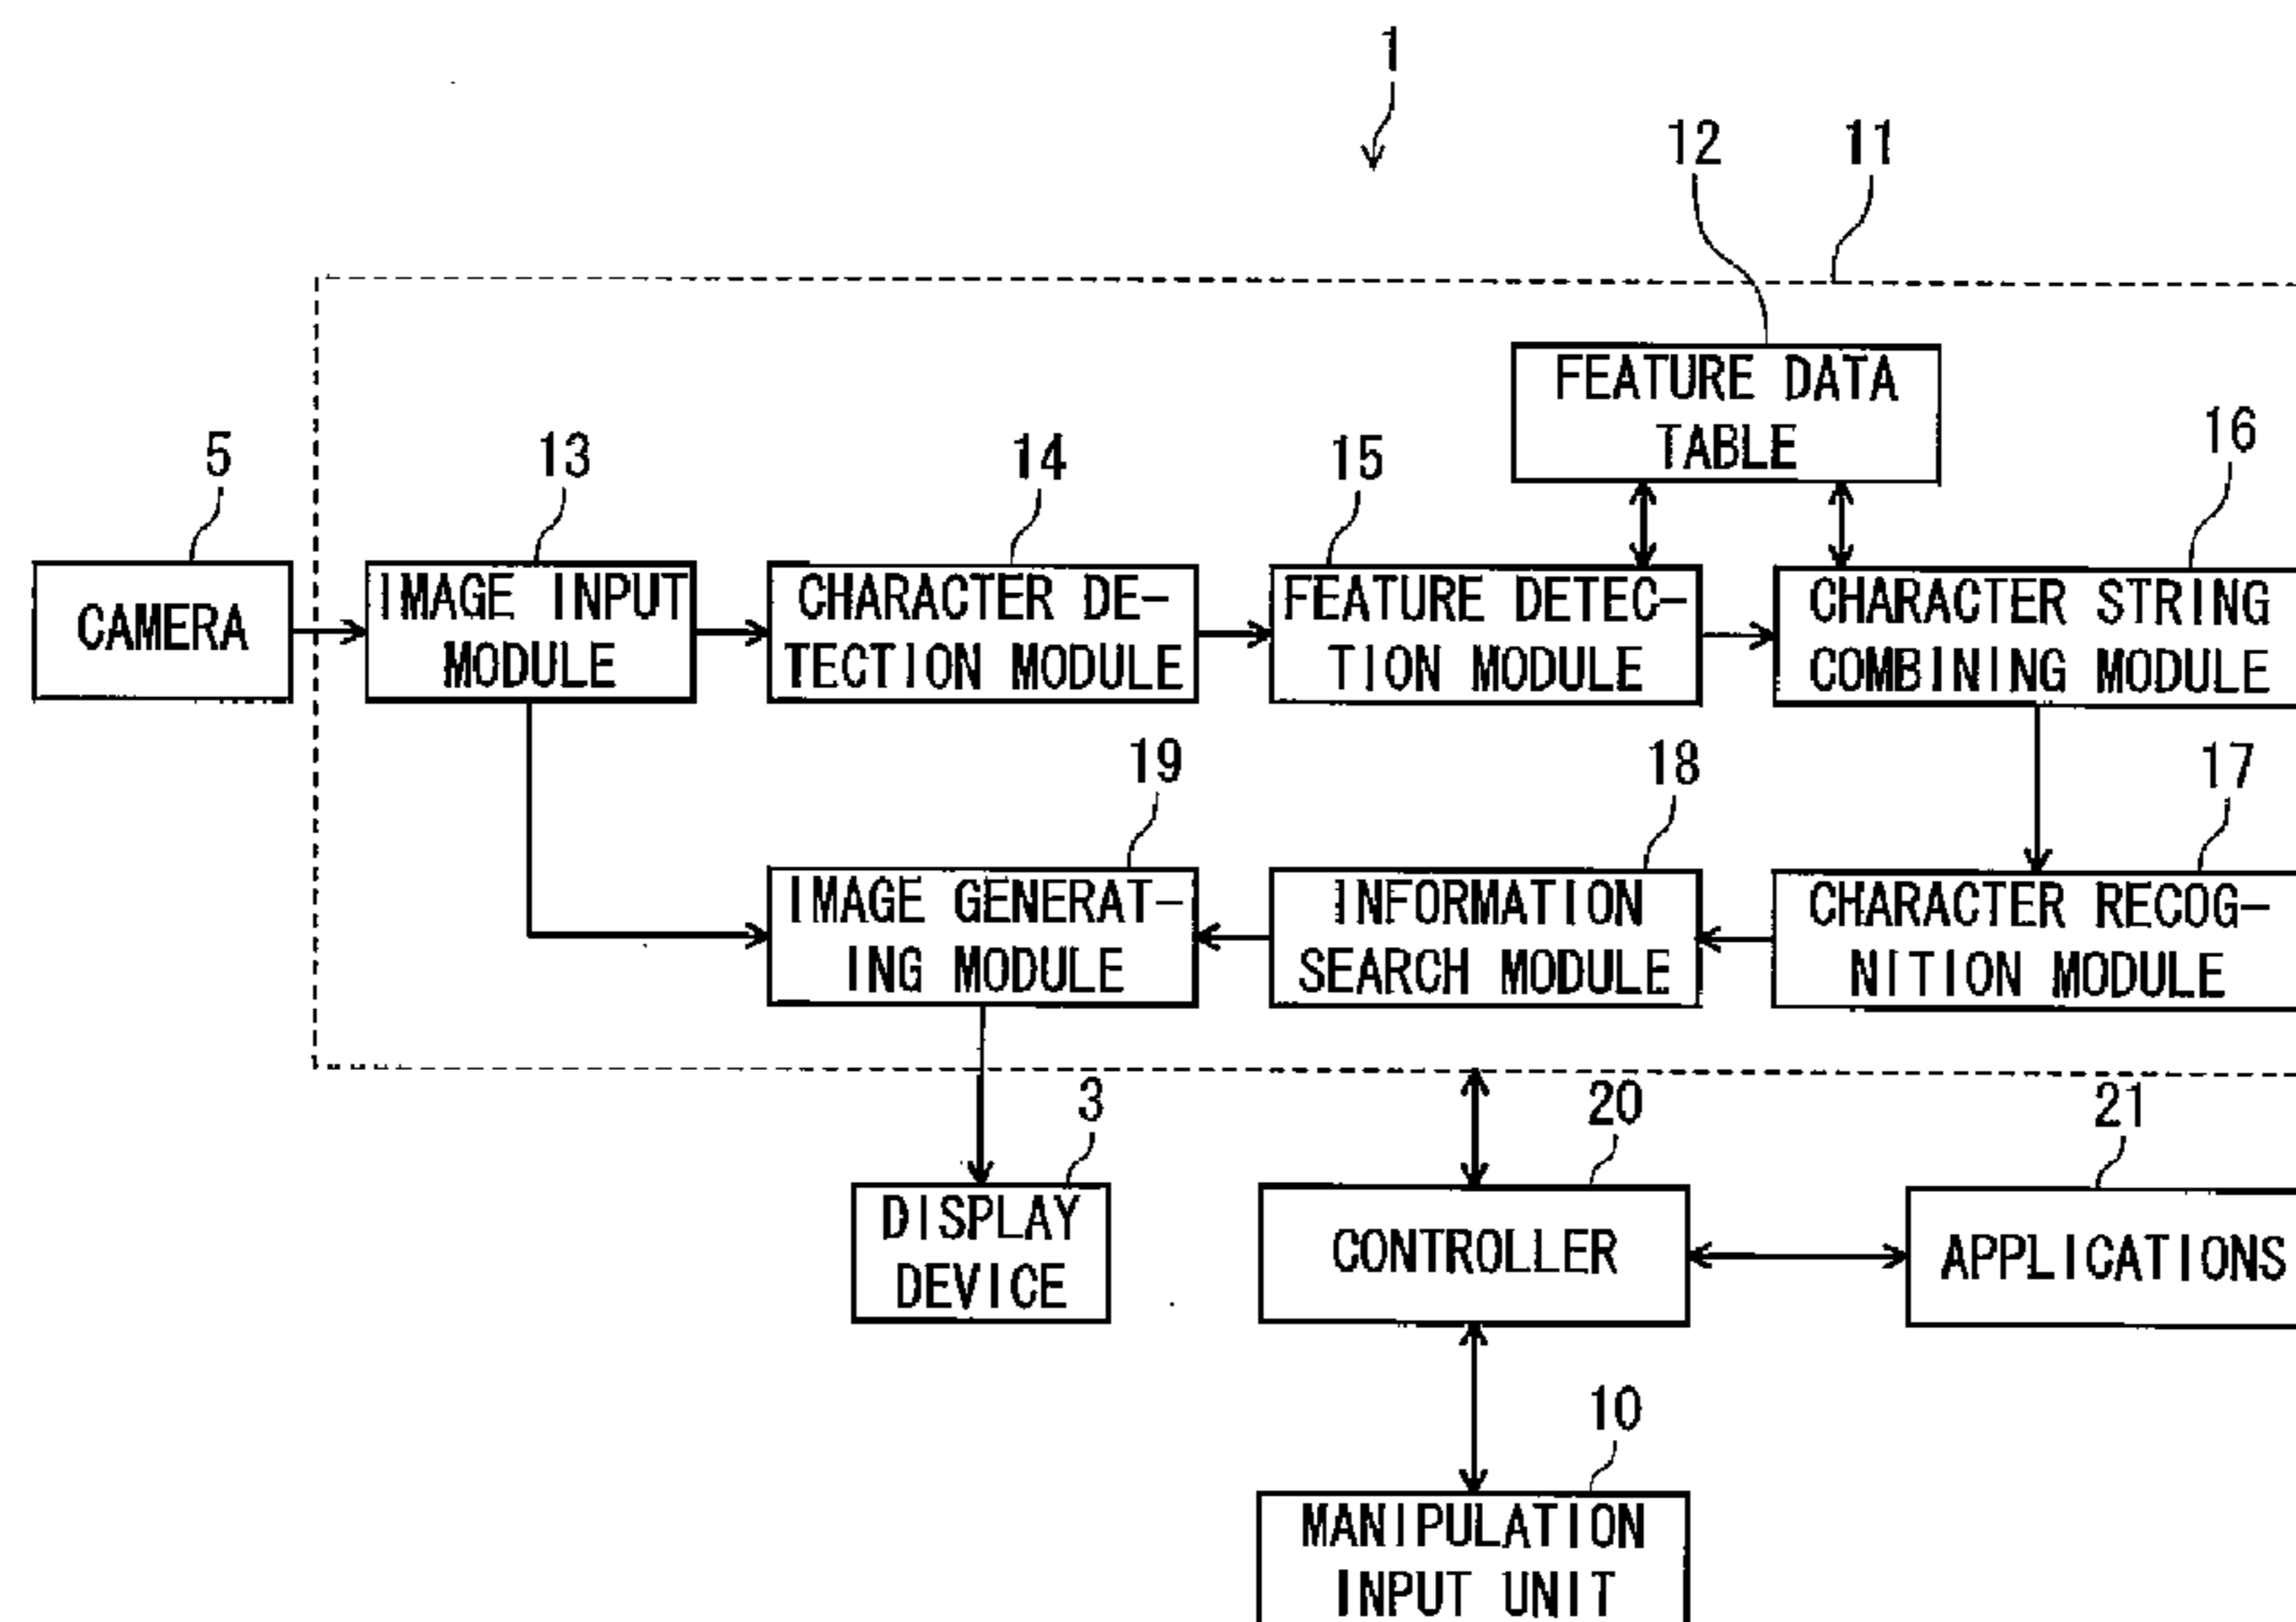 1
12
11
FEATURE DATA
TABLE
5
13
14
15
16
CAMERA
IMAGE INPUT
MODULE
CHARACTER DE-
TECTION MODULE
FEATURE DETEC-
TION MODULE
CHARACTER STRING
COMBINING MODULE
19
18
17
IMAGE GENERAT-
ING MODULE
INFORMATION
SEARCH MODULE
CHARACTER RECOG-
NITION MODULE
3
20
21
DISPLAY
DEVICE
CONTROLLER
APPLICATIONS
10
MANIPULATION
INPUT UNIT